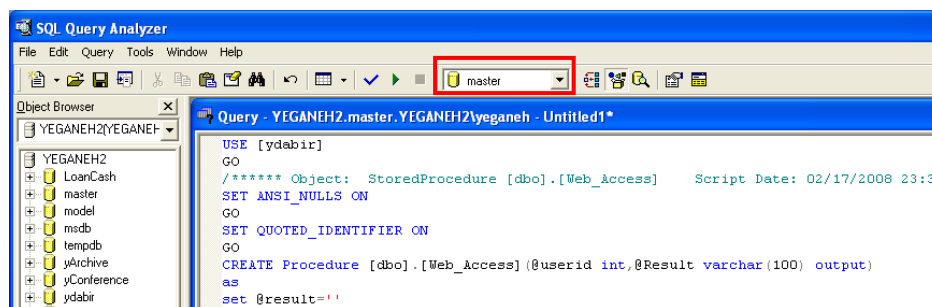 SQL Query Analyzer
File Edit Query Tools Window Help
master
Object Browser
YEGANEH2(YEGANEH
Query - YEGANEH2.master.YEGANEH2\yeganeh - Untitled1*
YEGANEH2
LoanCash
master
model
msdb
tempdb
yArchive
yConference
ydabir
USE [ydabir]
GO
/****** Object: StoredProcedure [dbo].[Web_Access] Script Date: 02/17/2008 23:3
SET ANSI_NULLS ON
GO
SET QUOTED_IDENTIFIER ON
GO
CREATE Procedure [dbo].[Web_Access](@userid int,@Result varchar(100) output)
as
set @result=''